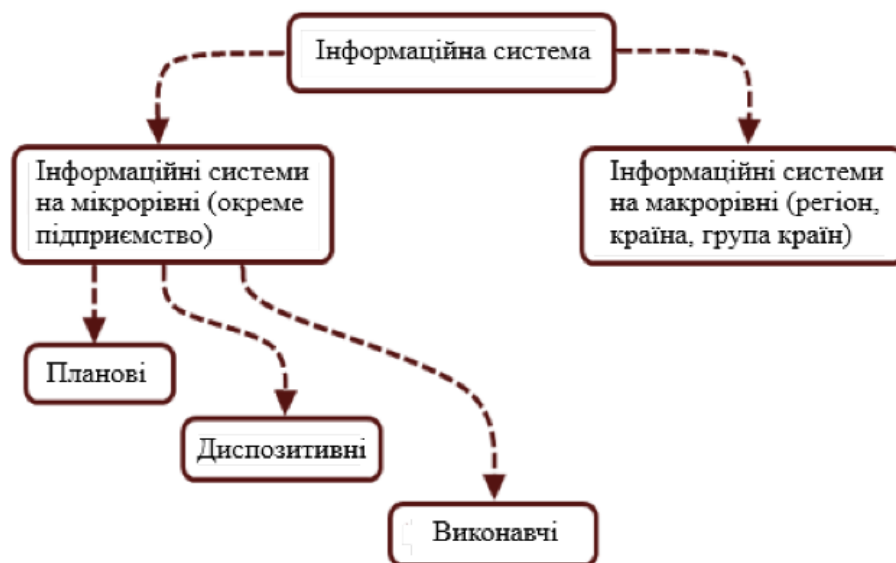 Інформаційна система
Інформаційні системи
на мікрорівні (окреме
підприємство)
Інформаційні системи
на макрорівні (регіон,
країна, група країн)
Планові
Диспозитивні
Виконавчі